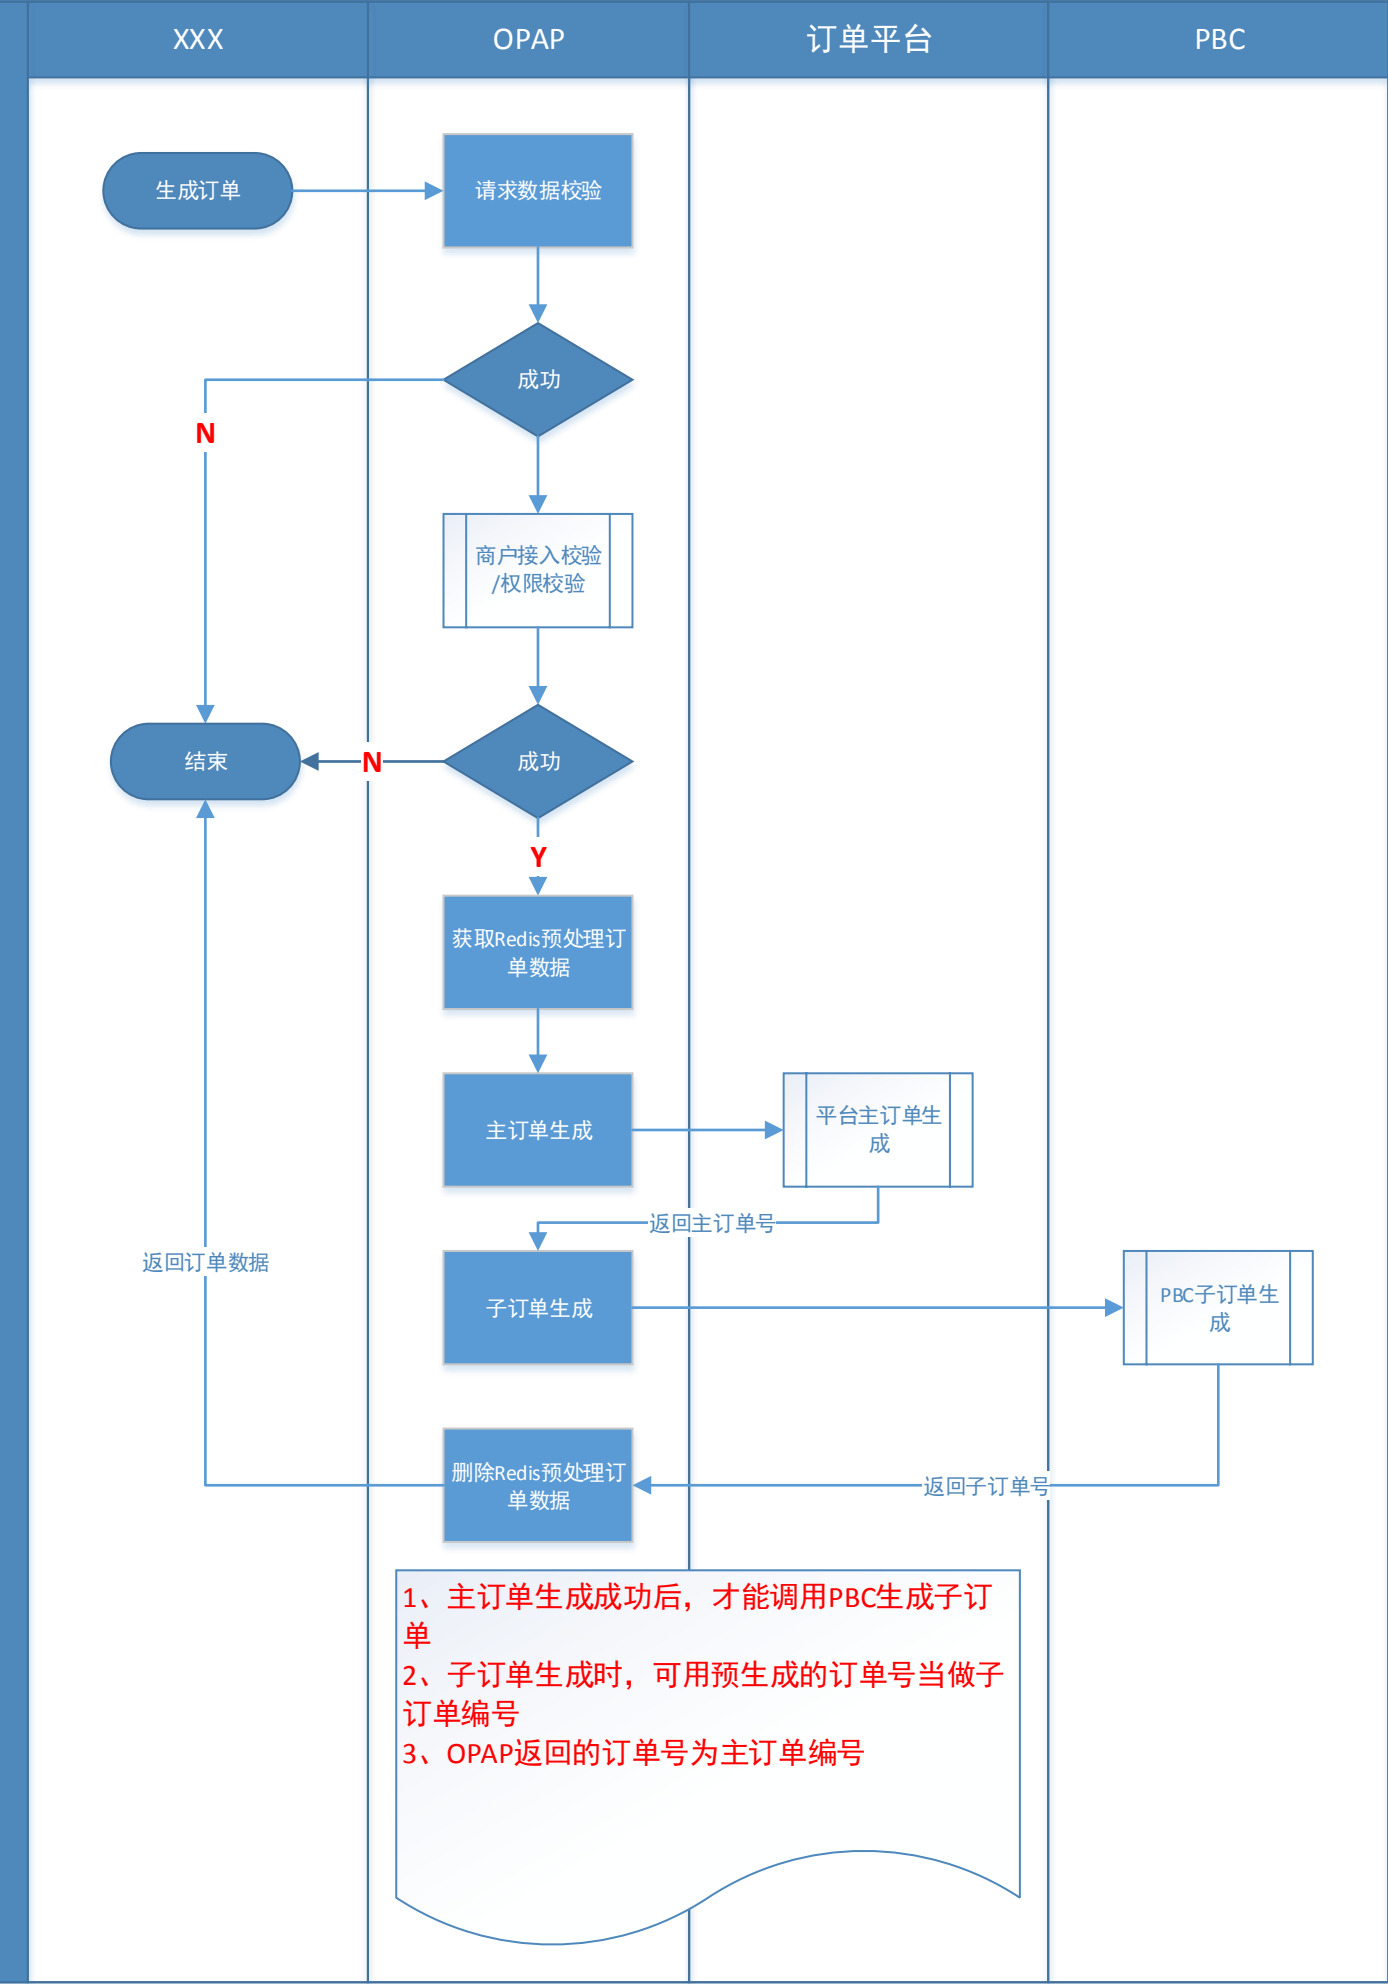 XXX
OPAP
订单平台
PBC
生成订单
请求数据校验
成功
N
商户接入校验
/权限校验
结束
N
成功
Y
获取Redis预处理订
单数据
主订单生成
平台主订单生
成
返回主订单号
返回订单数据
子订单生成
PBC子订单生
成
删除Redis预处理订
单数据
返回子订单号
1、主订单生成成功后，才能调用PBC生成子订
单
2、子订单生成时，可用预生成的订单号当做子
订单编号
3、OPAP返回的订单号为主订单编号